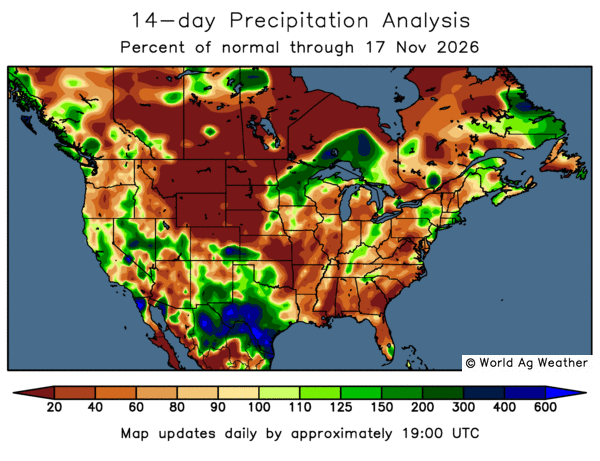 14-day Precipitation Analysis
Percent of normal through 17 Nov 2026
© World Ag Weather
20 40 60 80 90 100 110 125 150 200 300 400 600
Map updates daily by approximately 19:00 UTC